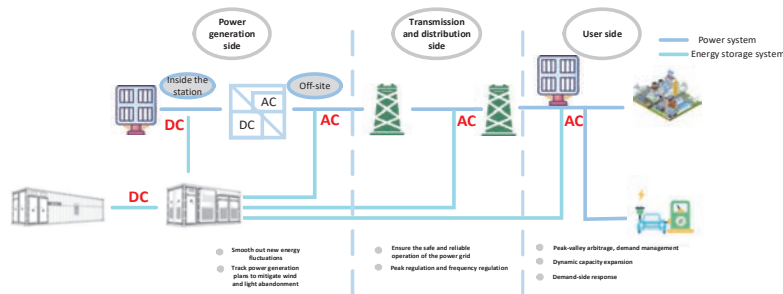 Power
generation
side
Transmission
and distribution
side
User side
Power system
Energy storage system
Inside the
station
Off-site
AC
DC
DC
AC
AC
AC
DC
Smooth out new energy
fluctuations
Track power generation
plans to mitigate wind
and light abandonment
Ensure the safe and reliable
operation of the power grid
Peak regulation and frequency regulation
Peak-valley arbitrage, demand management
Dynamic capacity expansion
Demand-side response